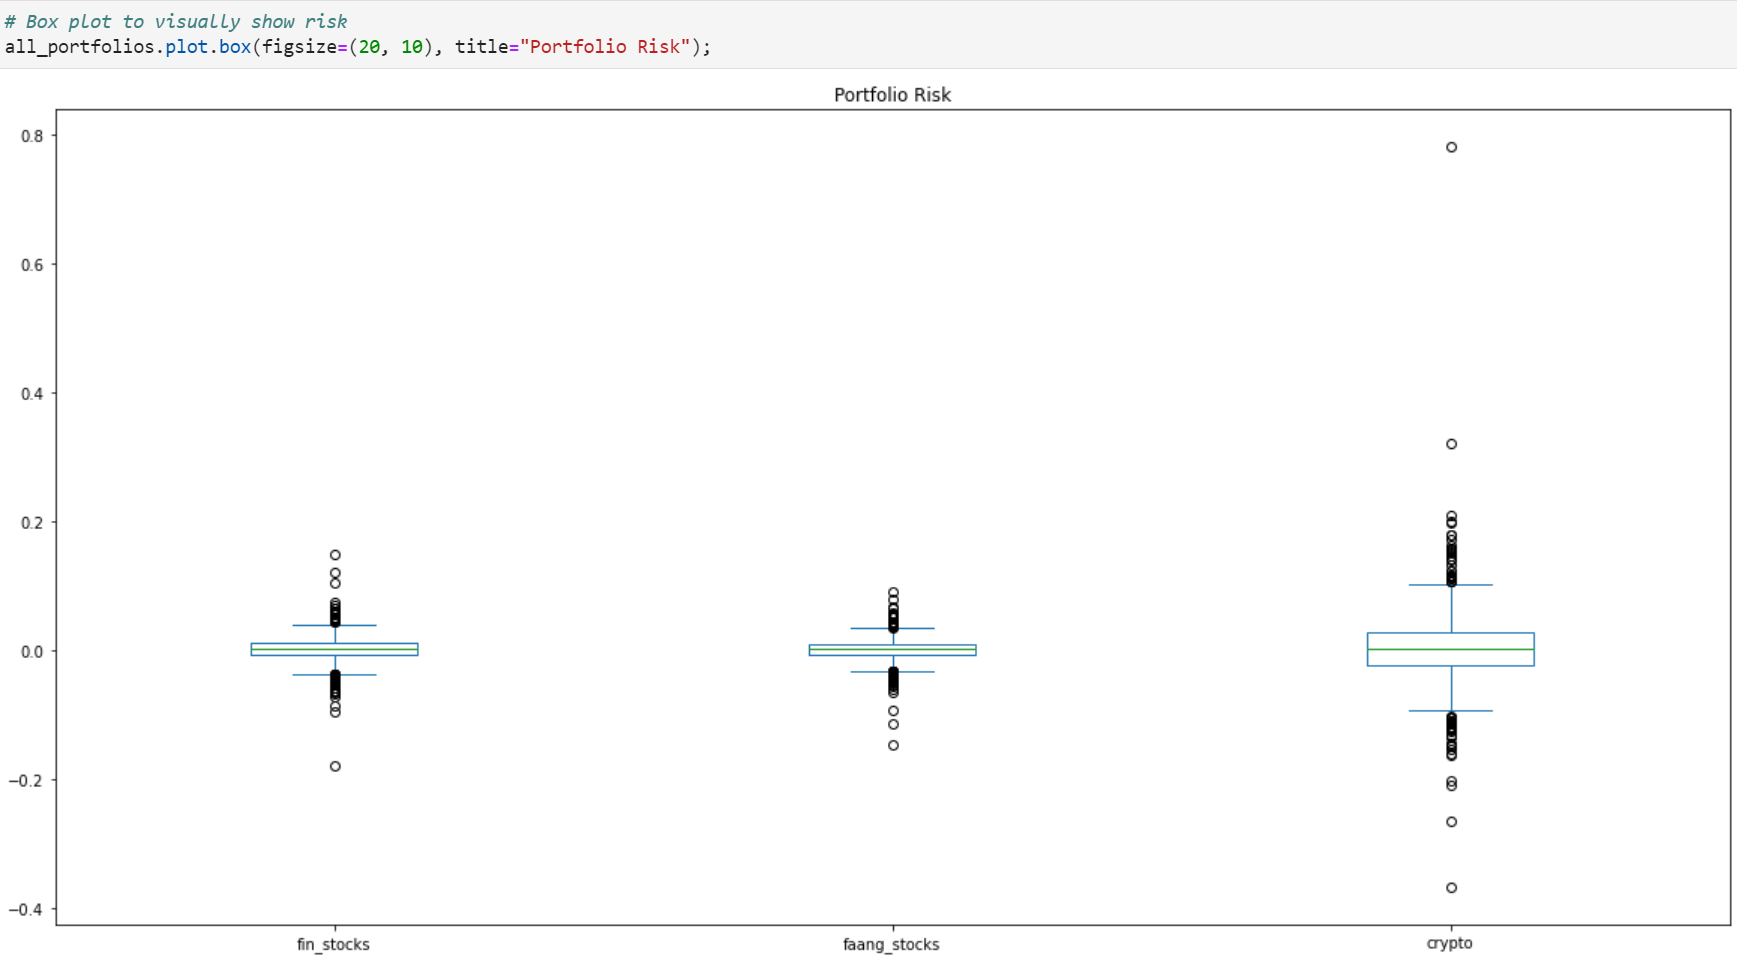 # Box plot to visually show risk
all_portfolios.plot.box(figsize=(20, 10), title="Portfolio Risk");
Portfolio Risk
0.8
0.6
0.4
0.2
0.0
−0.2
−0.4
fin_stocks
faang_stocks
crypto